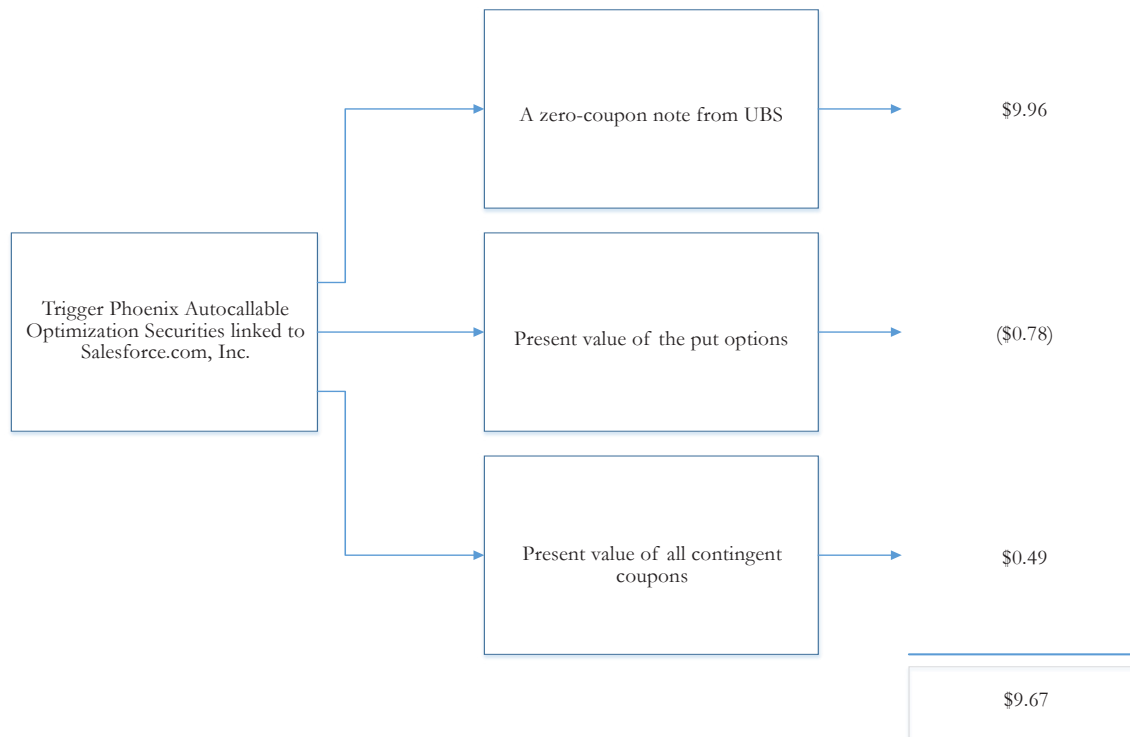 A zero-coupon note from UBS
$9.96
Trigger Phoenix Autocallable
Optimization Securities linked to
Salesforce.com, Inc.
Present value of the put options
($0.78)
Present value of all contingent
coupons
$0.49
$9.67